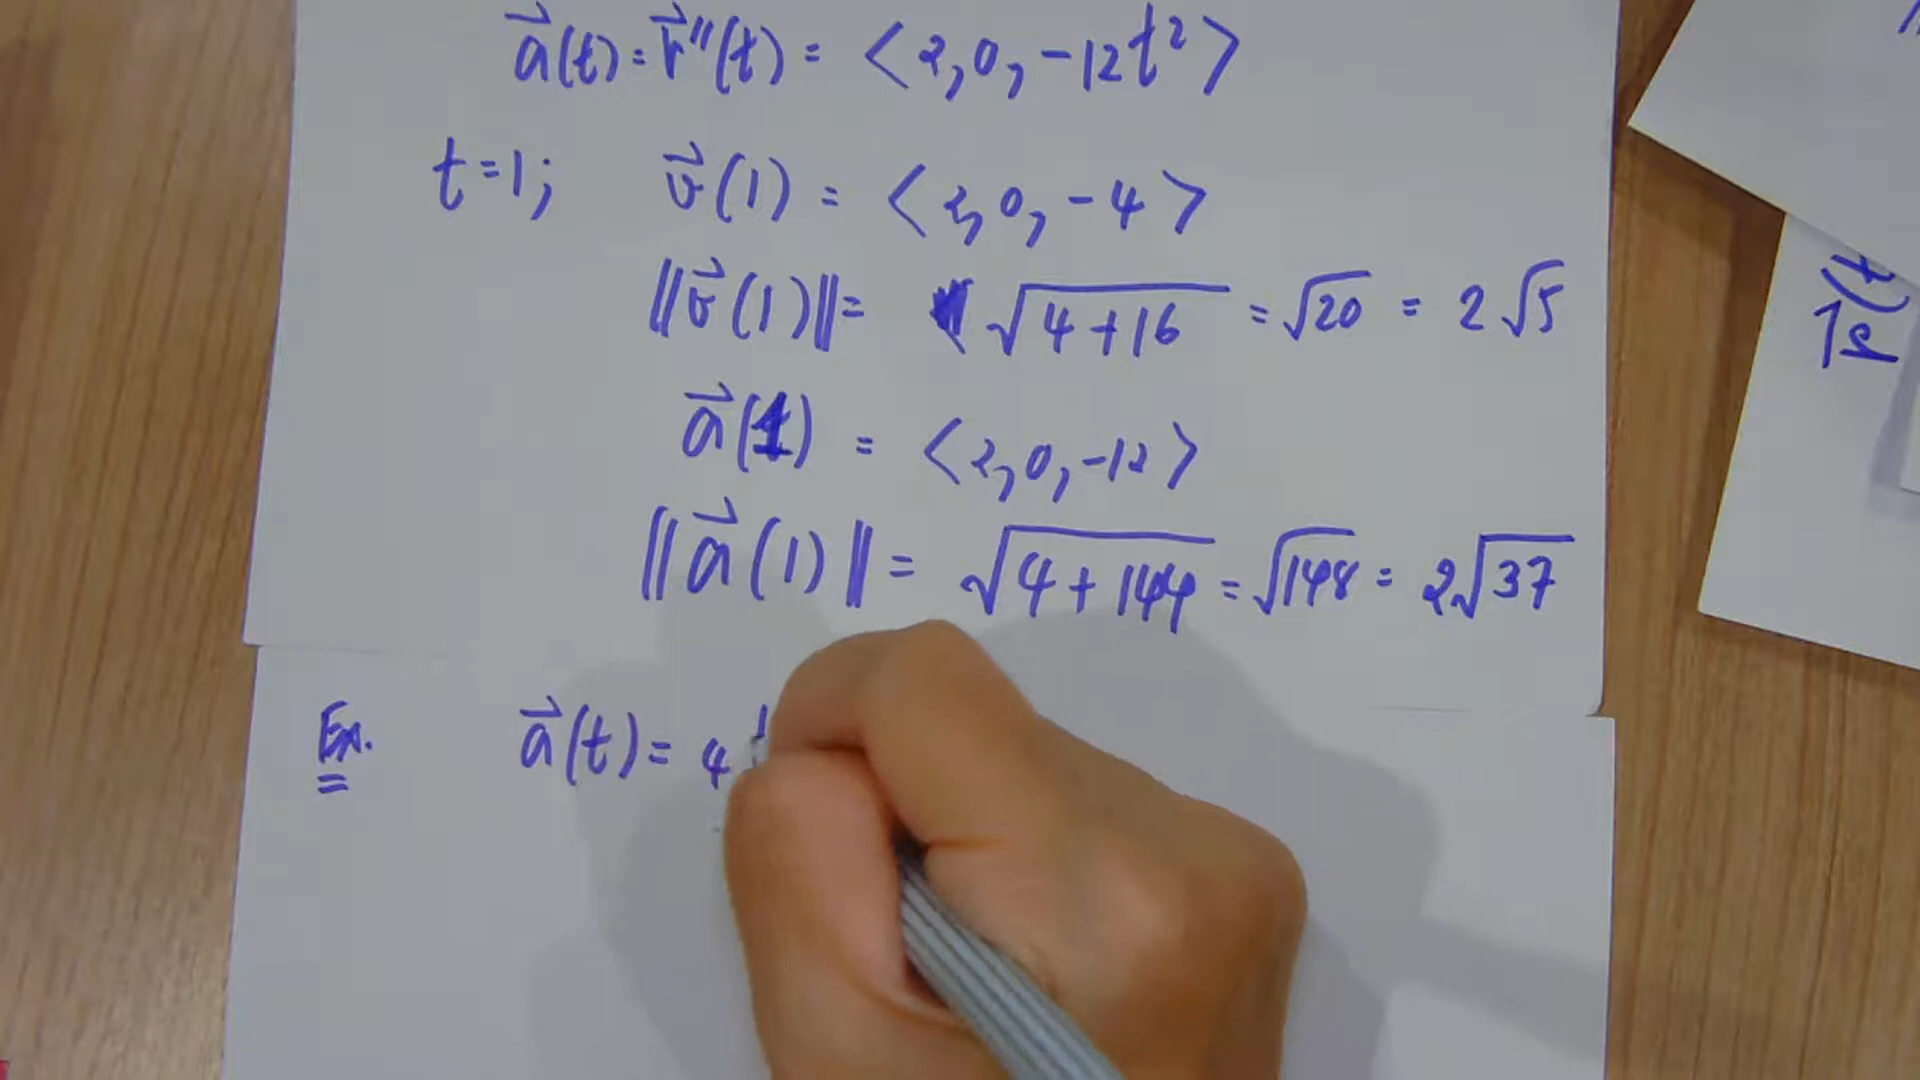 a⃗(t) = r⃗''(t) = ⟨2, 0, -12t²⟩
t=1; v⃗(1) = ⟨2, 0, -4⟩
||v⃗(1)|| = √(4+16) = √20 = 2√5
a⃗(1) = ⟨2, 0, -12⟩
||a⃗(1)|| = √(4+144) = √148 = 2√37
Ex. a⃗(t) = 4